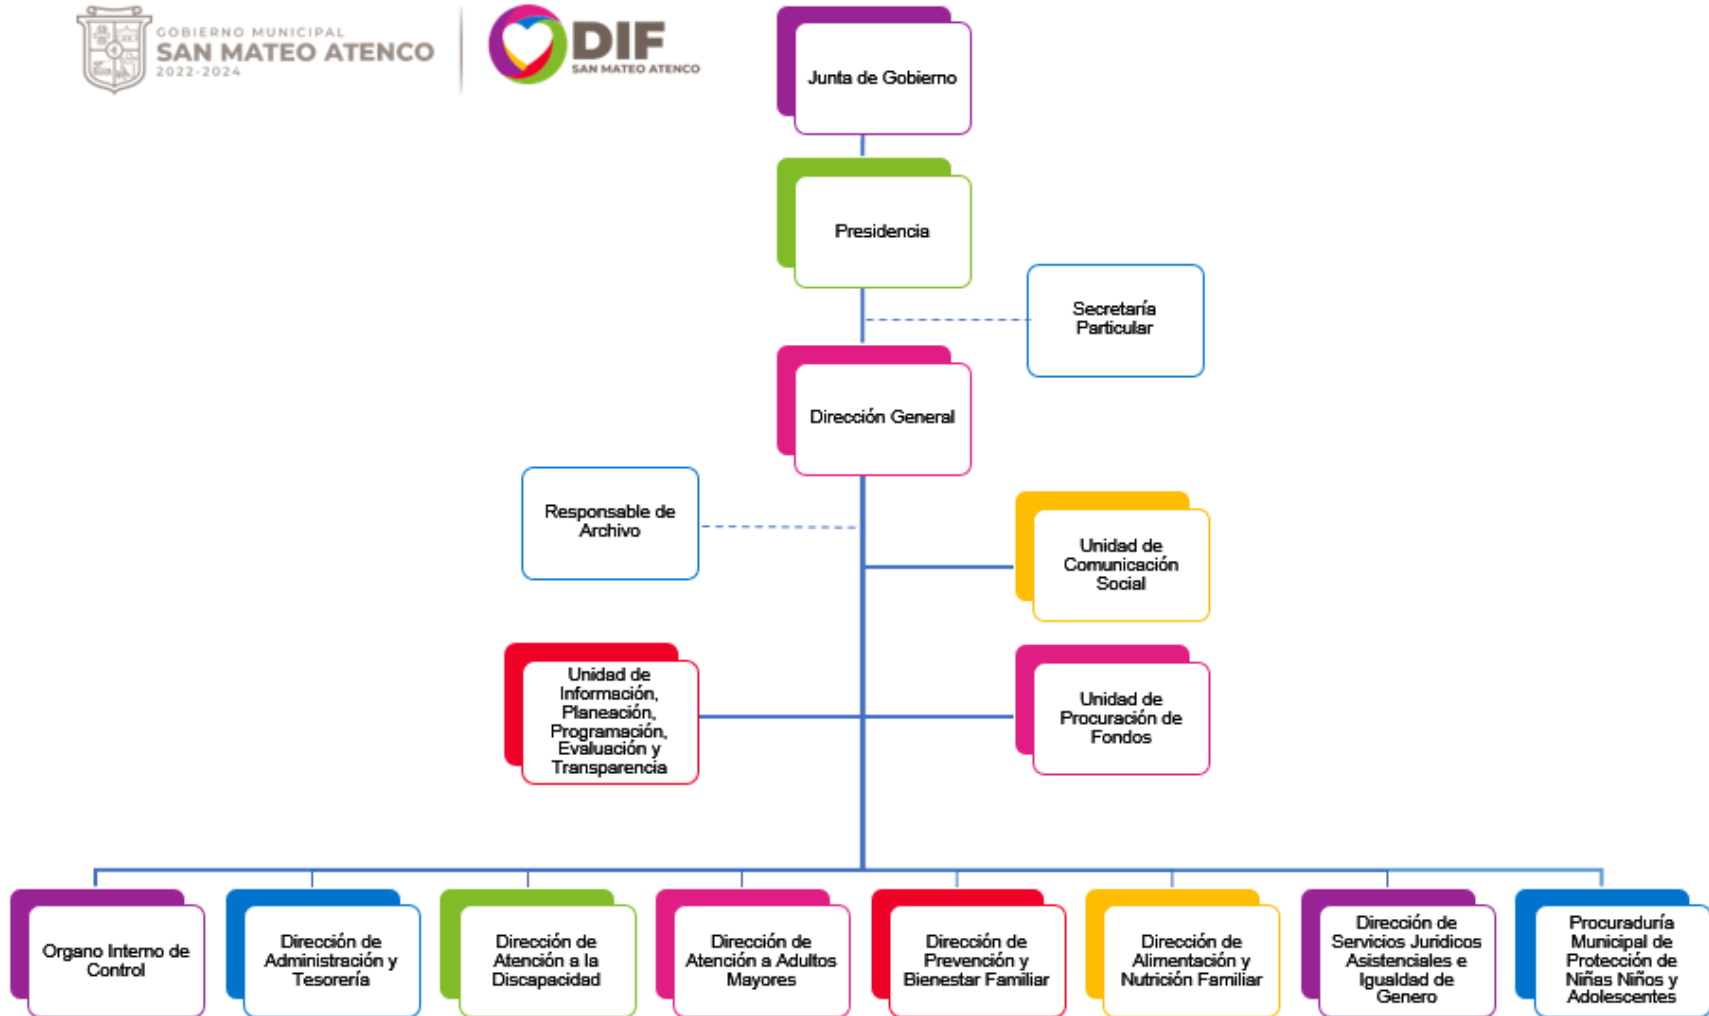 GOBIERNO MUNICIPAL
SAN MATEO ATENCO
2022-2024
DIF
SAN MATEO ATENCO
Junta de Gobierno
Presidencia
Secretaría
Particular
Dirección General
Responsable de
Archivo
Unidad de
Comunicación
Social
Unidad de
Información,
Planeación,
Programación,
Evaluación y
Transparencia
Unidad de
Procuración de
Fondos
Organo Interno de
Control
Dirección de
Administración y
Tesorería
Dirección de
Atención a la
Discapacidad
Dirección de
Atención a Adultos
Mayores
Dirección de
Prevención y
Bienestar Familiar
Dirección de
Alimentación y
Nutrición Familiar
Dirección de
Servicios Juridicos
Asistenciales e
Igualdad de
Genero
Procuraduría
Municipal de
Protección de
Niñas Niños y
Adolescentes